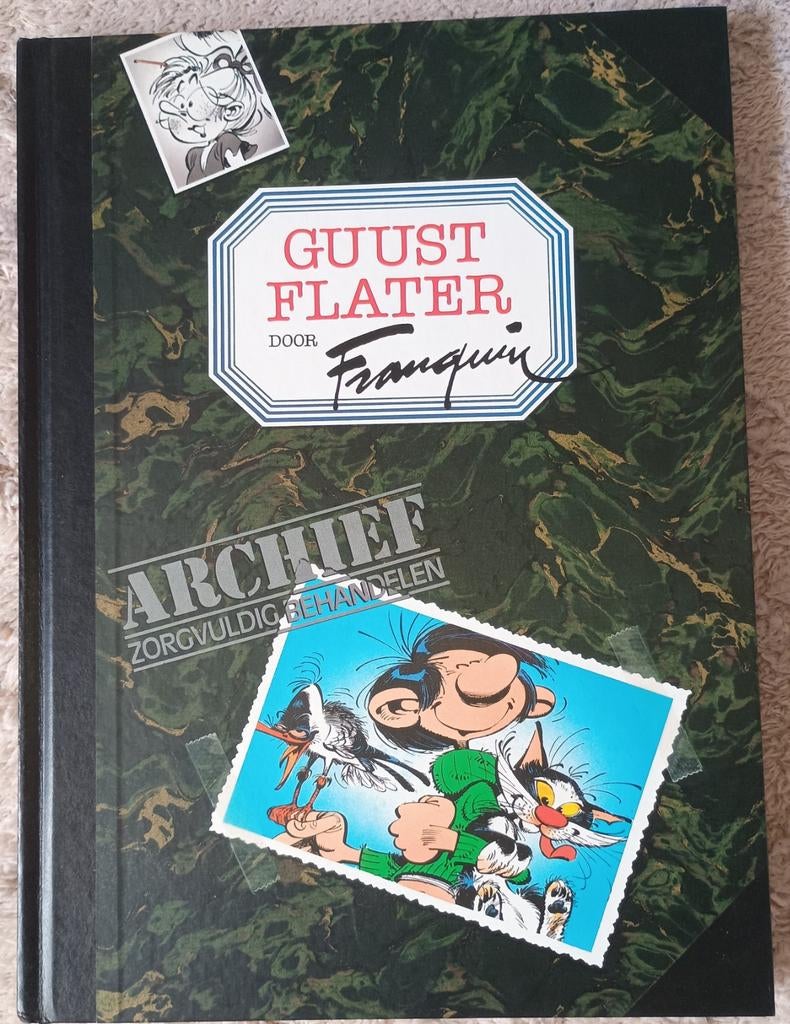 GUUST
FLATER
DOOR Franquin
ARCHIEF
ZORGVULDIG BEHANDELEN